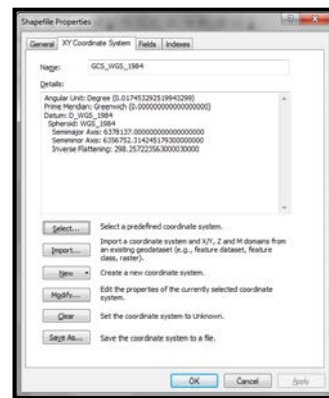 Shapefile Properties
General XY Coordinate System Fields Indexes
Name: GCS_WGS_1984
Details:
Angular Unit: Degree (0.017453292519943299)
Prime Meridian: Greenwich (0.000000000000000000)
Datum: D_WGS_1984
Spheroid: WGS_1984
Semimajor Axis: 6378137.000000000000000000
Semiminor Axis: 6356752.314245179300000000
Inverse Flattening: 298.257223563000030000
Select... Select a predefined coordinate system.
Import... Import a coordinate system and X/Y, Z and M domains from
an existing geodataset (e.g., feature dataset, feature
class, raster).
New Create a new coordinate system.
Modify... Edit the properties of the currently selected coordinate
system.
Clear Set the coordinate system to Unknown.
Save As... Save the coordinate system to a file.
OK Cancel Apply